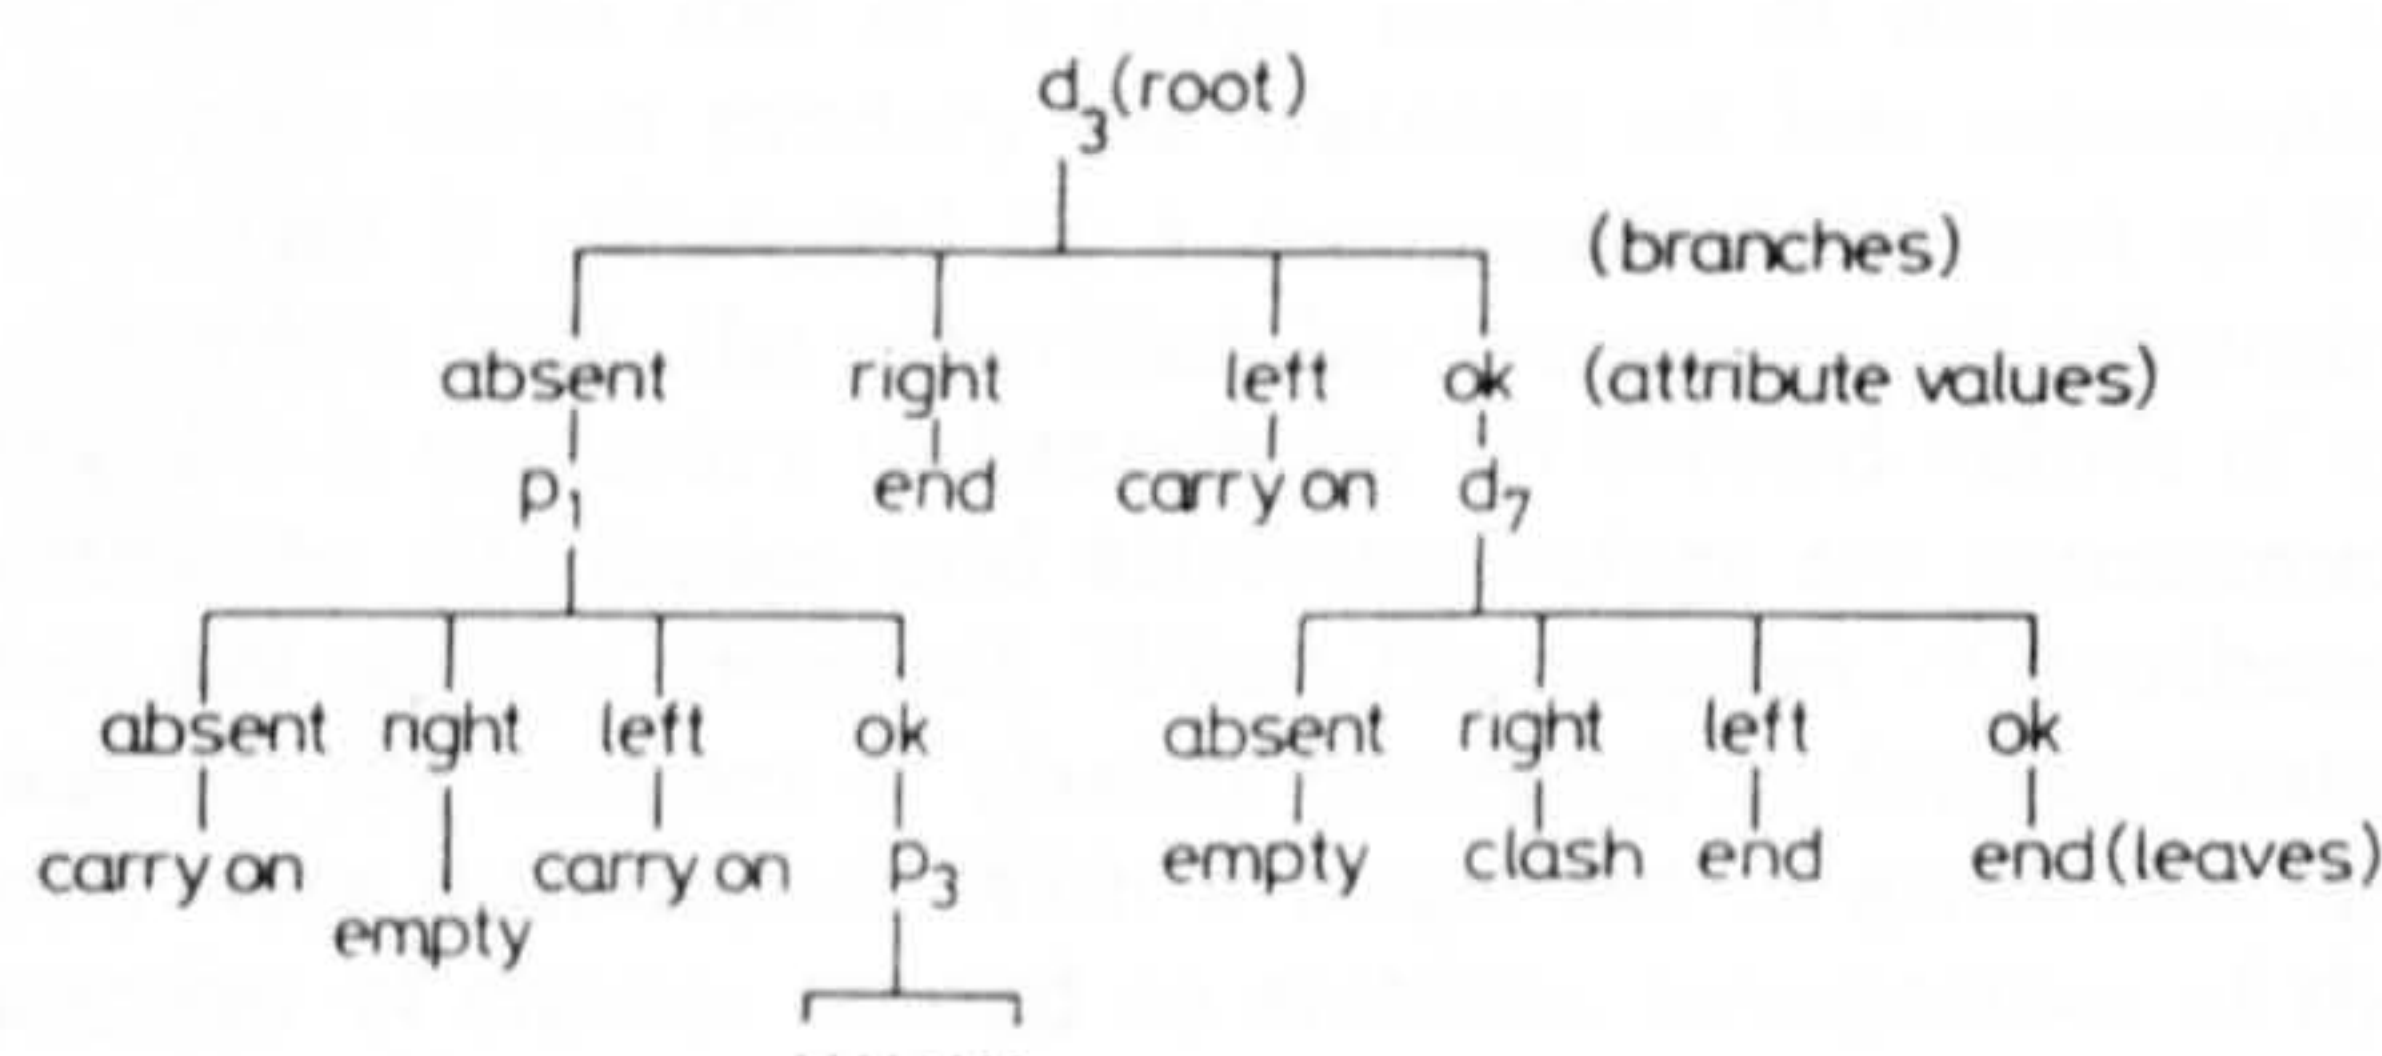 d3(root)
(branches)
absent right left ok (attribute values)
p1 end carry on d7
absent right left ok absent right left ok
carry on empty carry on p3 empty clash end end(leaves)